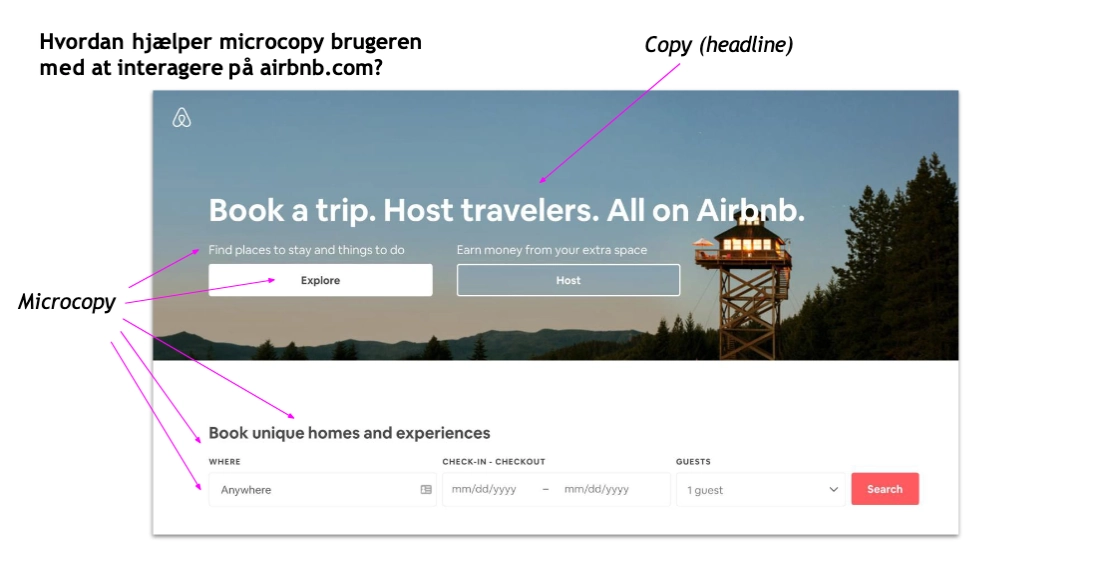 Hvordan hjælper microcopy brugeren
med at interagere på airbnb.com?
Copy (headline)
Book a trip. Host travelers. All on Airbnb.
Find places to stay and things to do
Earn money from your extra space
Explore
Host
Microcopy
Book unique homes and experiences
WHERE
CHECK-IN - CHECKOUT
GUESTS
Anywhere
mm/dd/yyyy – mm/dd/yyyy
1 guest
Search